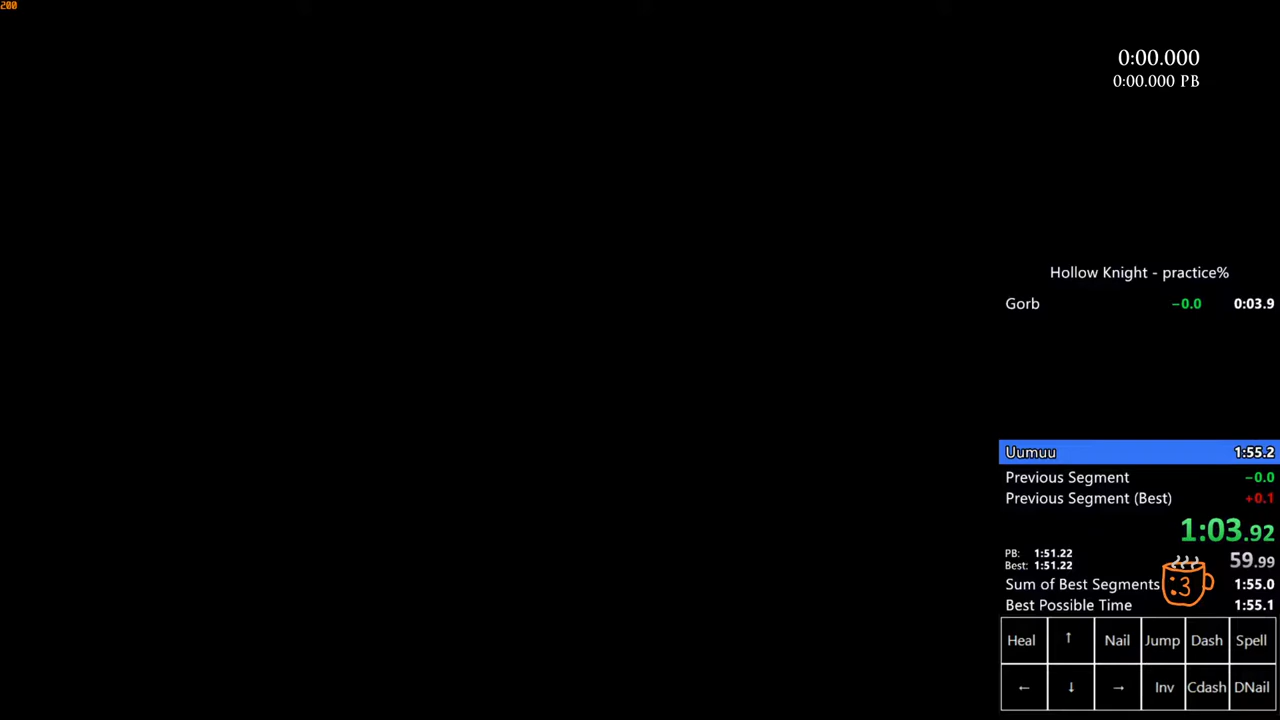 200
0:00.000
0:00.000 PB
Hollow Knight - practice%
Gorb -0.0 0:03.9
Uumuu 1:55.2
Previous Segment -0.0
Previous Segment (Best) +0.1
1:03.92
PB: 1:51.22 59.99
Best: 1:51.22
Sum of Best Segments 1:55.0
Best Possible Time 1:55.1
Heal ↑ Nail Jump Dash Spell
← ↓ → Inv Cdash DNail